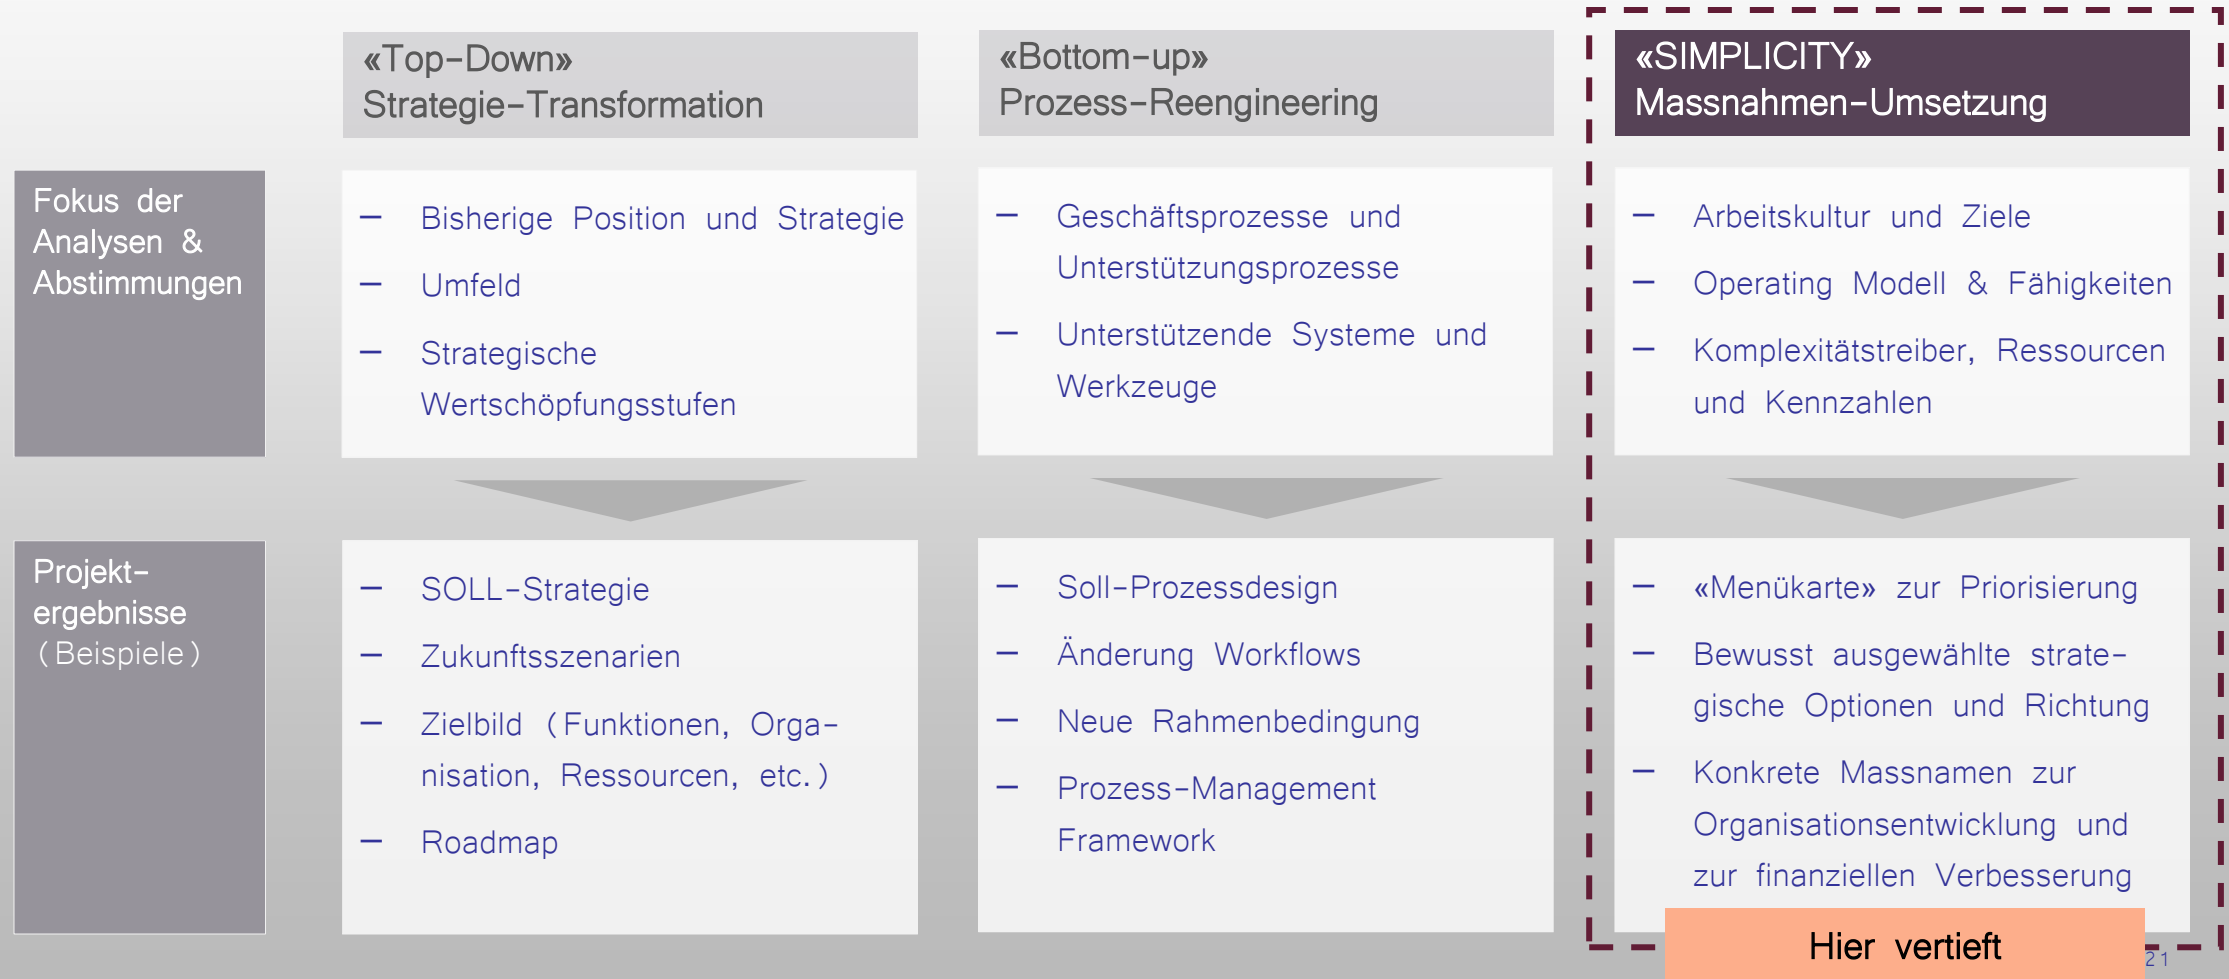 «Top-Down»
Strategie-Transformation
«Bottom-up»
Prozess-Reengineering
«SIMPLICITY»
Massnahmen-Umsetzung
Fokus der
Analysen &
Abstimmungen
— Bisherige Position und Strategie
— Umfeld
— Strategische
Wertschöpfungsstufen
— Geschäftsprozesse und
Unterstützungsprozesse
— Unterstützende Systeme und
Werkzeuge
— Arbeitskultur und Ziele
— Operating Modell & Fähigkeiten
— Komplexitätstreiber, Ressourcen
und Kennzahlen
Projekt-
ergebnisse
(Beispiele)
— SOLL-Strategie
— Zukunftsszenarien
— Zielbild (Funktionen, Orga-
nisation, Ressourcen, etc.)
— Roadmap
— Soll-Prozessdesign
— Änderung Workflows
— Neue Rahmenbedingung
— Prozess-Management
Framework
— «Menükarte» zur Priorisierung
— Bewusst ausgewählte strate-
gische Optionen und Richtung
— Konkrete Massnamen zur
Organisationsentwicklung und
zur finanziellen Verbesserung
Hier vertieft
21